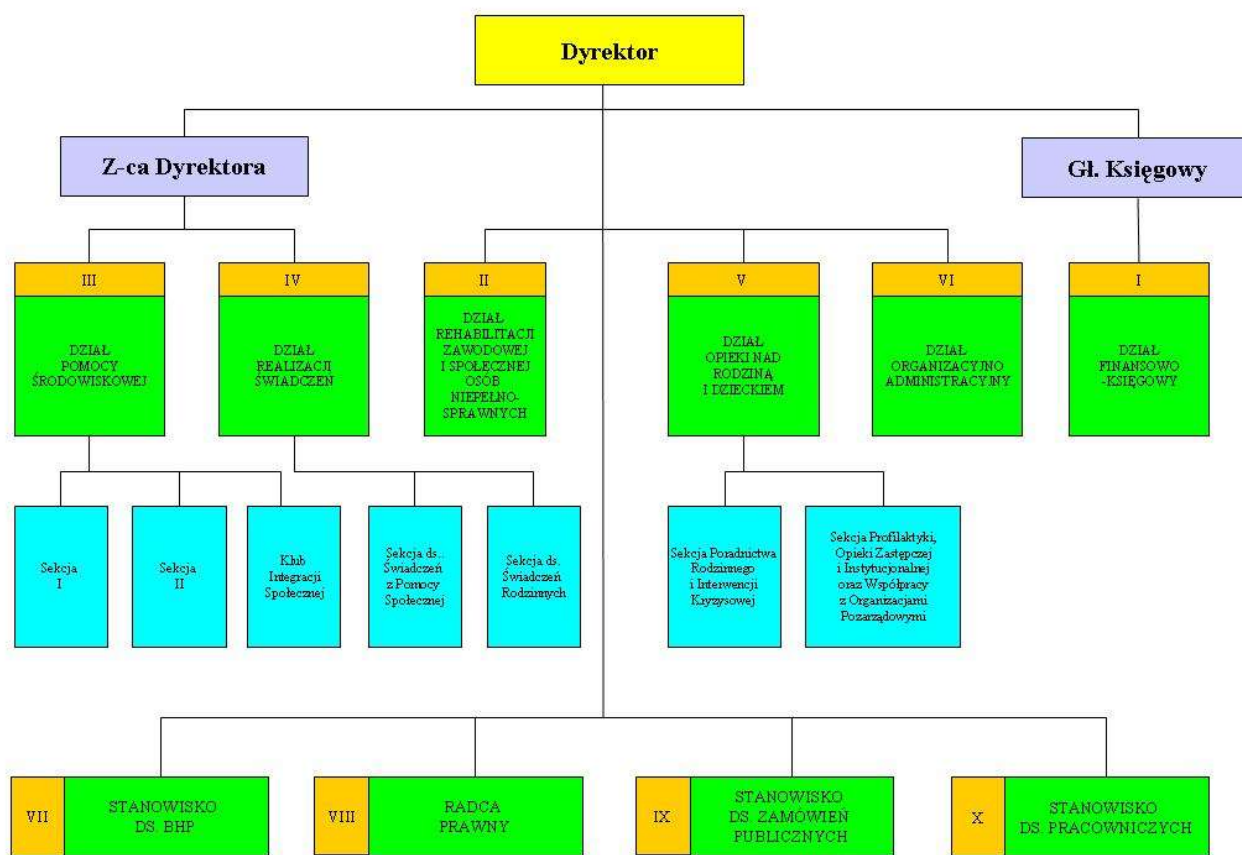 Dyrektor
Z-ca Dyrektora
Gł. Księgowy
III
DZIAŁ
POMOCY
ŚRODOWISKOWEJ
IV
DZIAŁ
REALIZACJI
ŚWIADCZEŃ
II
DZIAŁ
REHABILITACJI
ZAWODOWEJ
I SPOŁECZNEJ
OSÓB
NIEPEŁNO-
SPRAWNYCH
V
DZIAŁ
OPIEKI NAD
RODZINĄ
I DZIECKIEM
VI
DZIAŁ
ORGANIZACYJNO
ADMINISTRACYJNY
I
DZIAŁ
FINANSOWO
-KSIĘGOWY
Sekcja
I
Sekcja
II
Klub
Integracji
Społecznej
Sekcja ds..
Świadczeń
z Pomocy
Społecznej
Sekcja ds.
Świadczeń
Rodzinnych
Sekcja Poradnictwa
Rodzinnego
i Interwencji
Kryzysowej
Sekcja Profilaktyki,
Opieki Zastępczej
i Instytucjonalnej
oraz Współpracy
z Organizacjami
Pozarządowymi
VII
STANOWISKO
DS. BHP
VIII
RADCA
PRAWNY
IX
STANOWISKO
DS. ZAMÓWIEŃ
PUBLICZNYCH
X
STANOWISKO
DS. PRACOWNICZYCH